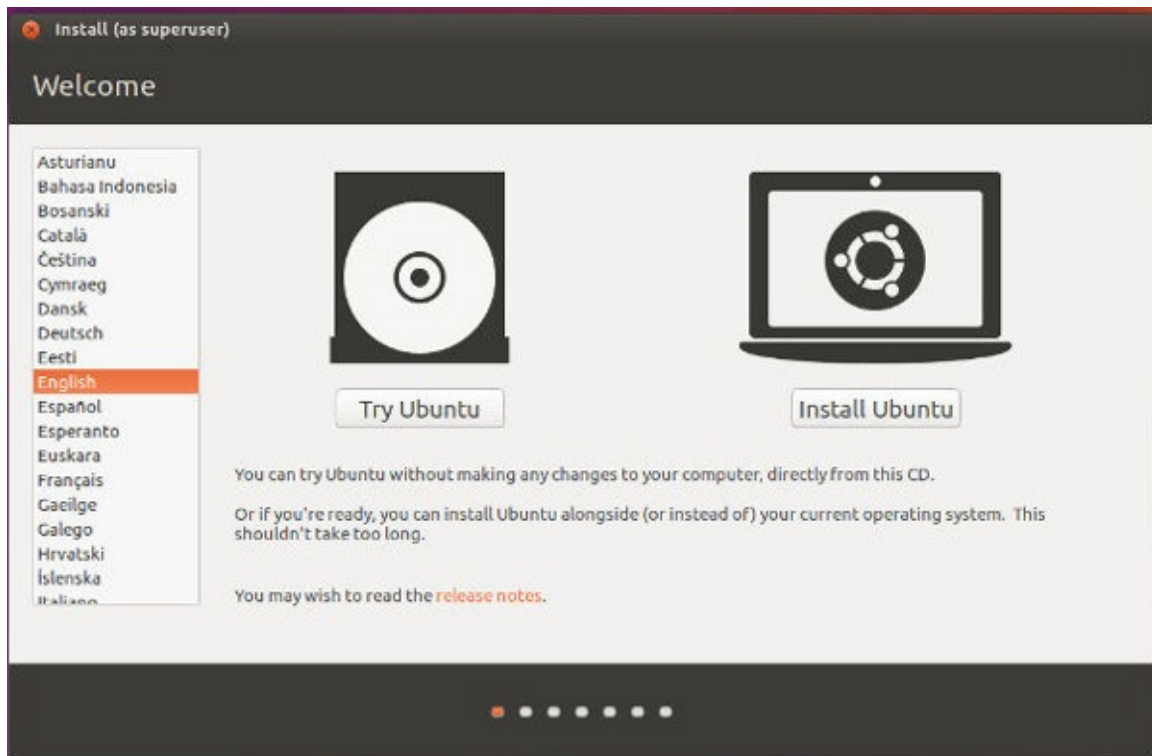 Install (as superuser)
Welcome
Asturianu
Bahasa Indonesia
Bosanski
Català
Čeština
Cymraeg
Dansk
Deutsch
Eesti
English
Español
Esperanto
Euskara
Français
Gaeilge
Galego
Hrvatski
Íslenska
Italiano
Try Ubuntu
Install Ubuntu
You can try Ubuntu without making any changes to your computer, directly from this CD.
Or if you're ready, you can install Ubuntu alongside (or instead of) your current operating system. This
shouldn't take too long.
You may wish to read the release notes.